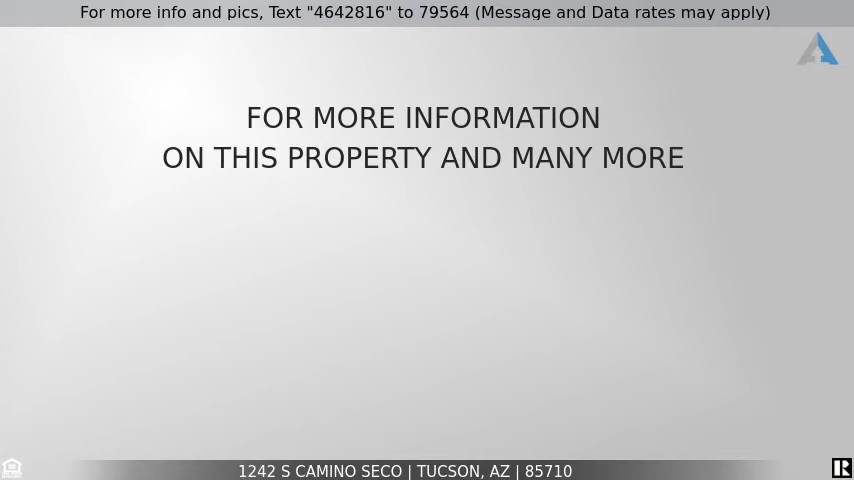 For more info and pics, Text "4642816" to 79564 (Message and Data rates may apply)
FOR MORE INFORMATION
ON THIS PROPERTY AND MANY MORE
1242 S CAMINO SECO | TUCSON, AZ | 85710